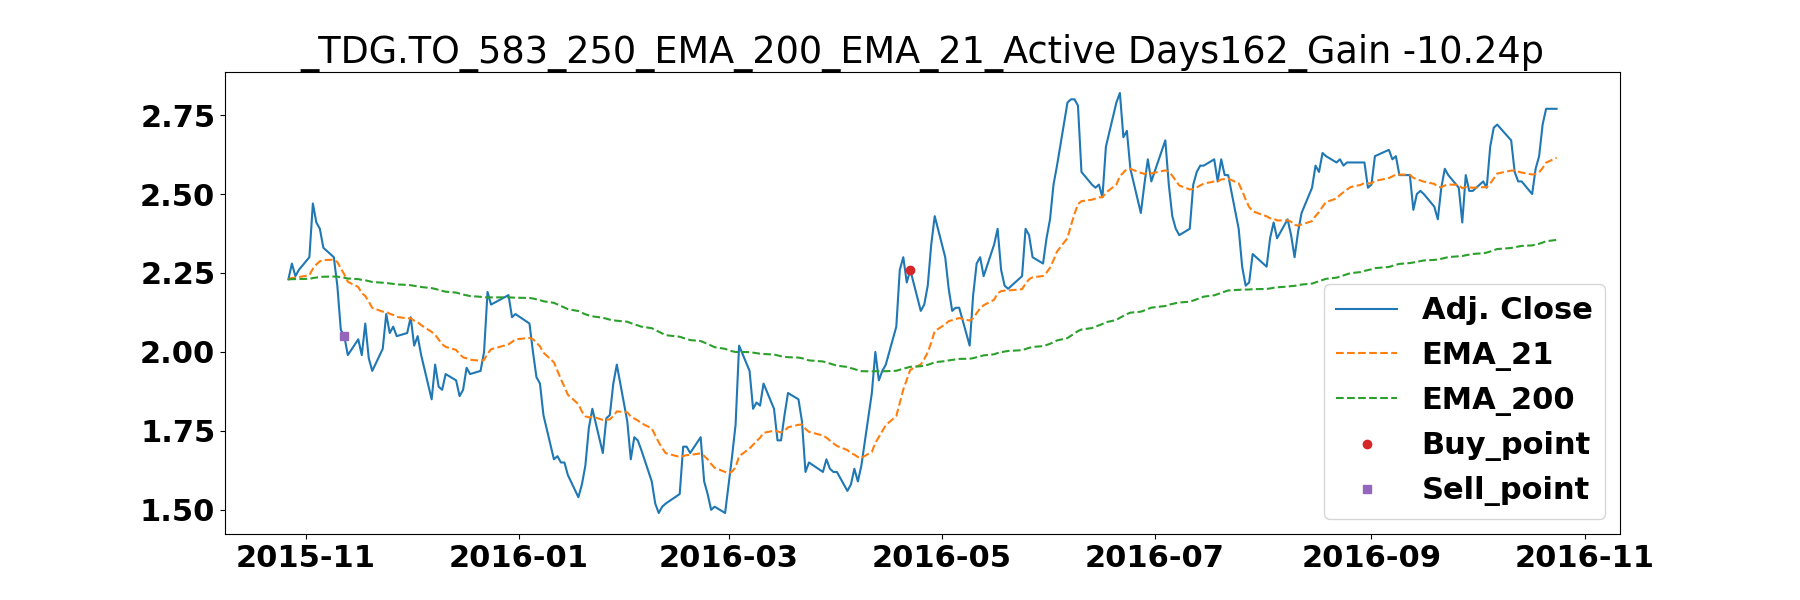 _TDG.TO_583_250_EMA_200_EMA_21_Active Days162_Gain -10.24p
2.75
2.50
2.25
2.00
1.75
1.50
Adj. Close
EMA_21
EMA_200
Buy_point
Sell_point
2015-11 2016-01 2016-03 2016-05 2016-07 2016-09 2016-11